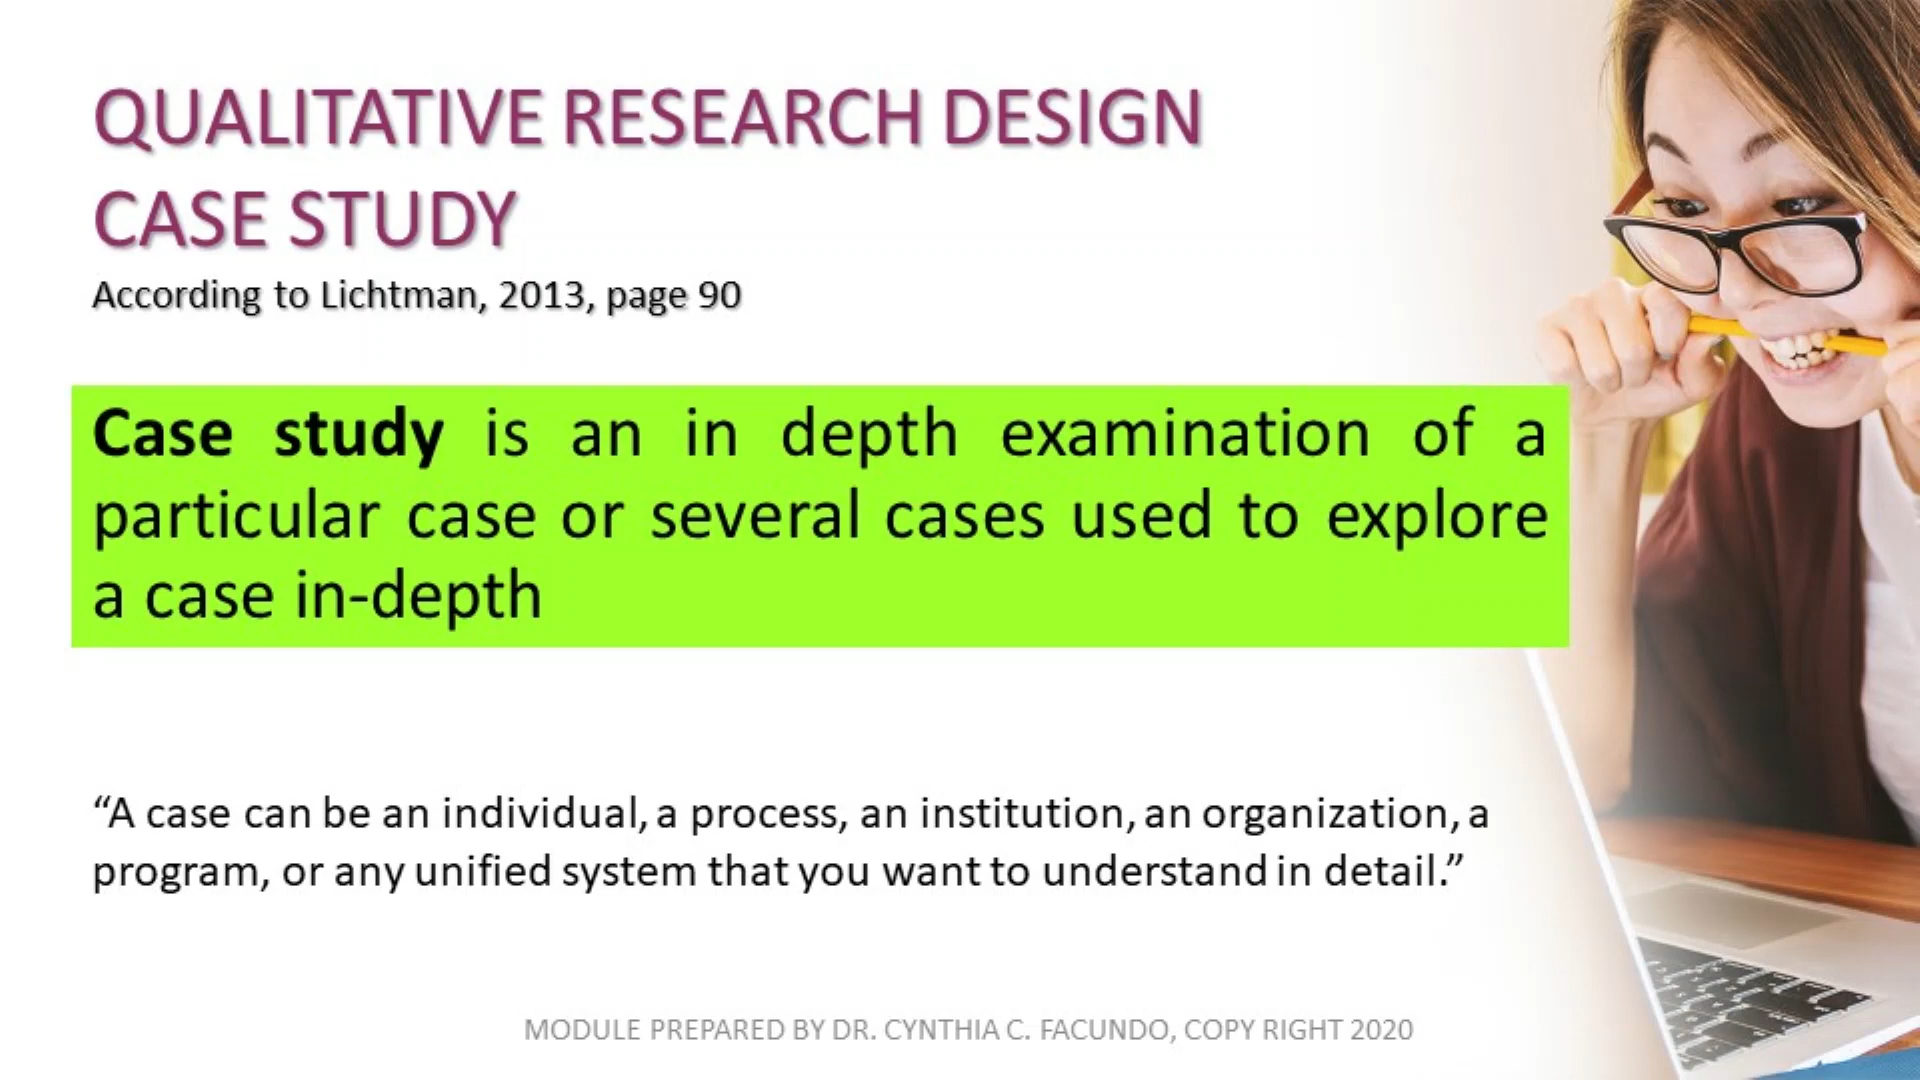 QUALITATIVE RESEARCH DESIGN
CASE STUDY
According to Lichtman, 2013, page 90
Case study is an in depth examination of a
particular case or several cases used to explore
a case in-depth
“A case can be an individual, a process, an institution, an organization, a
program, or any unified system that you want to understand in detail.”
MODULE PREPARED BY DR. CYNTHIA C. FACUNDO, COPY RIGHT 2020